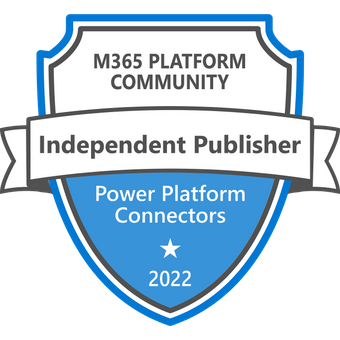 M365 PLATFORM
COMMUNITY
Independent Publisher
Power Platform
Connectors
2022